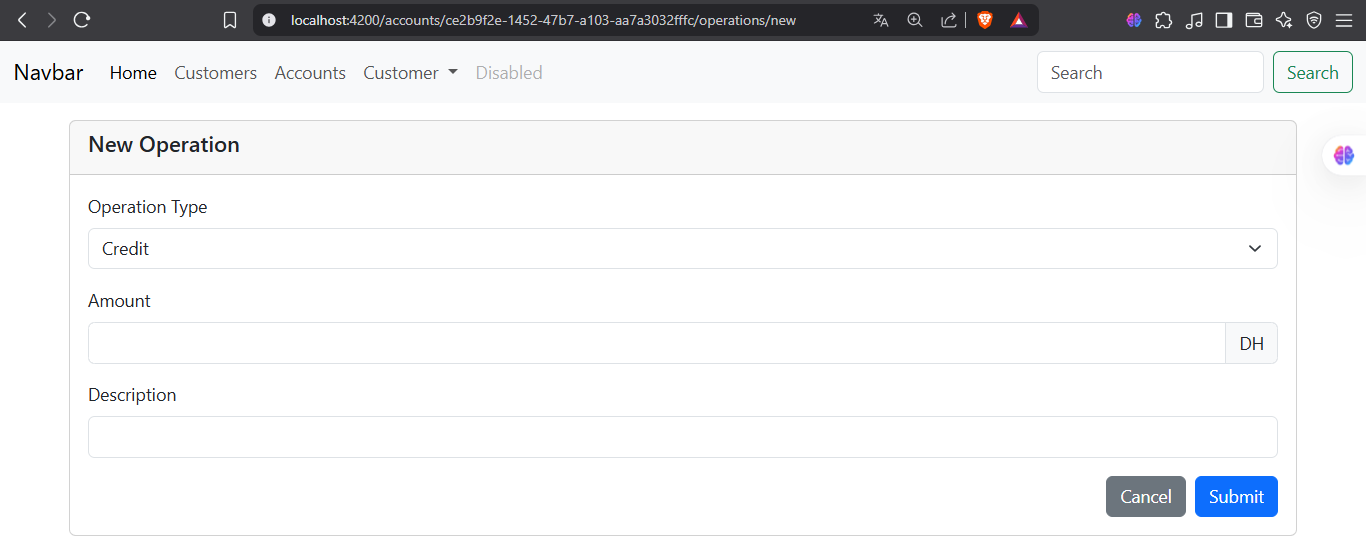 localhost:4200/accounts/ce2b9f2e-1452-47b7-a103-aa7a3032fffc/operations/new
Navbar Home Customers Accounts Customer Disabled Search Search
New Operation
Operation Type
Credit
Amount
DH
Description
Cancel Submit